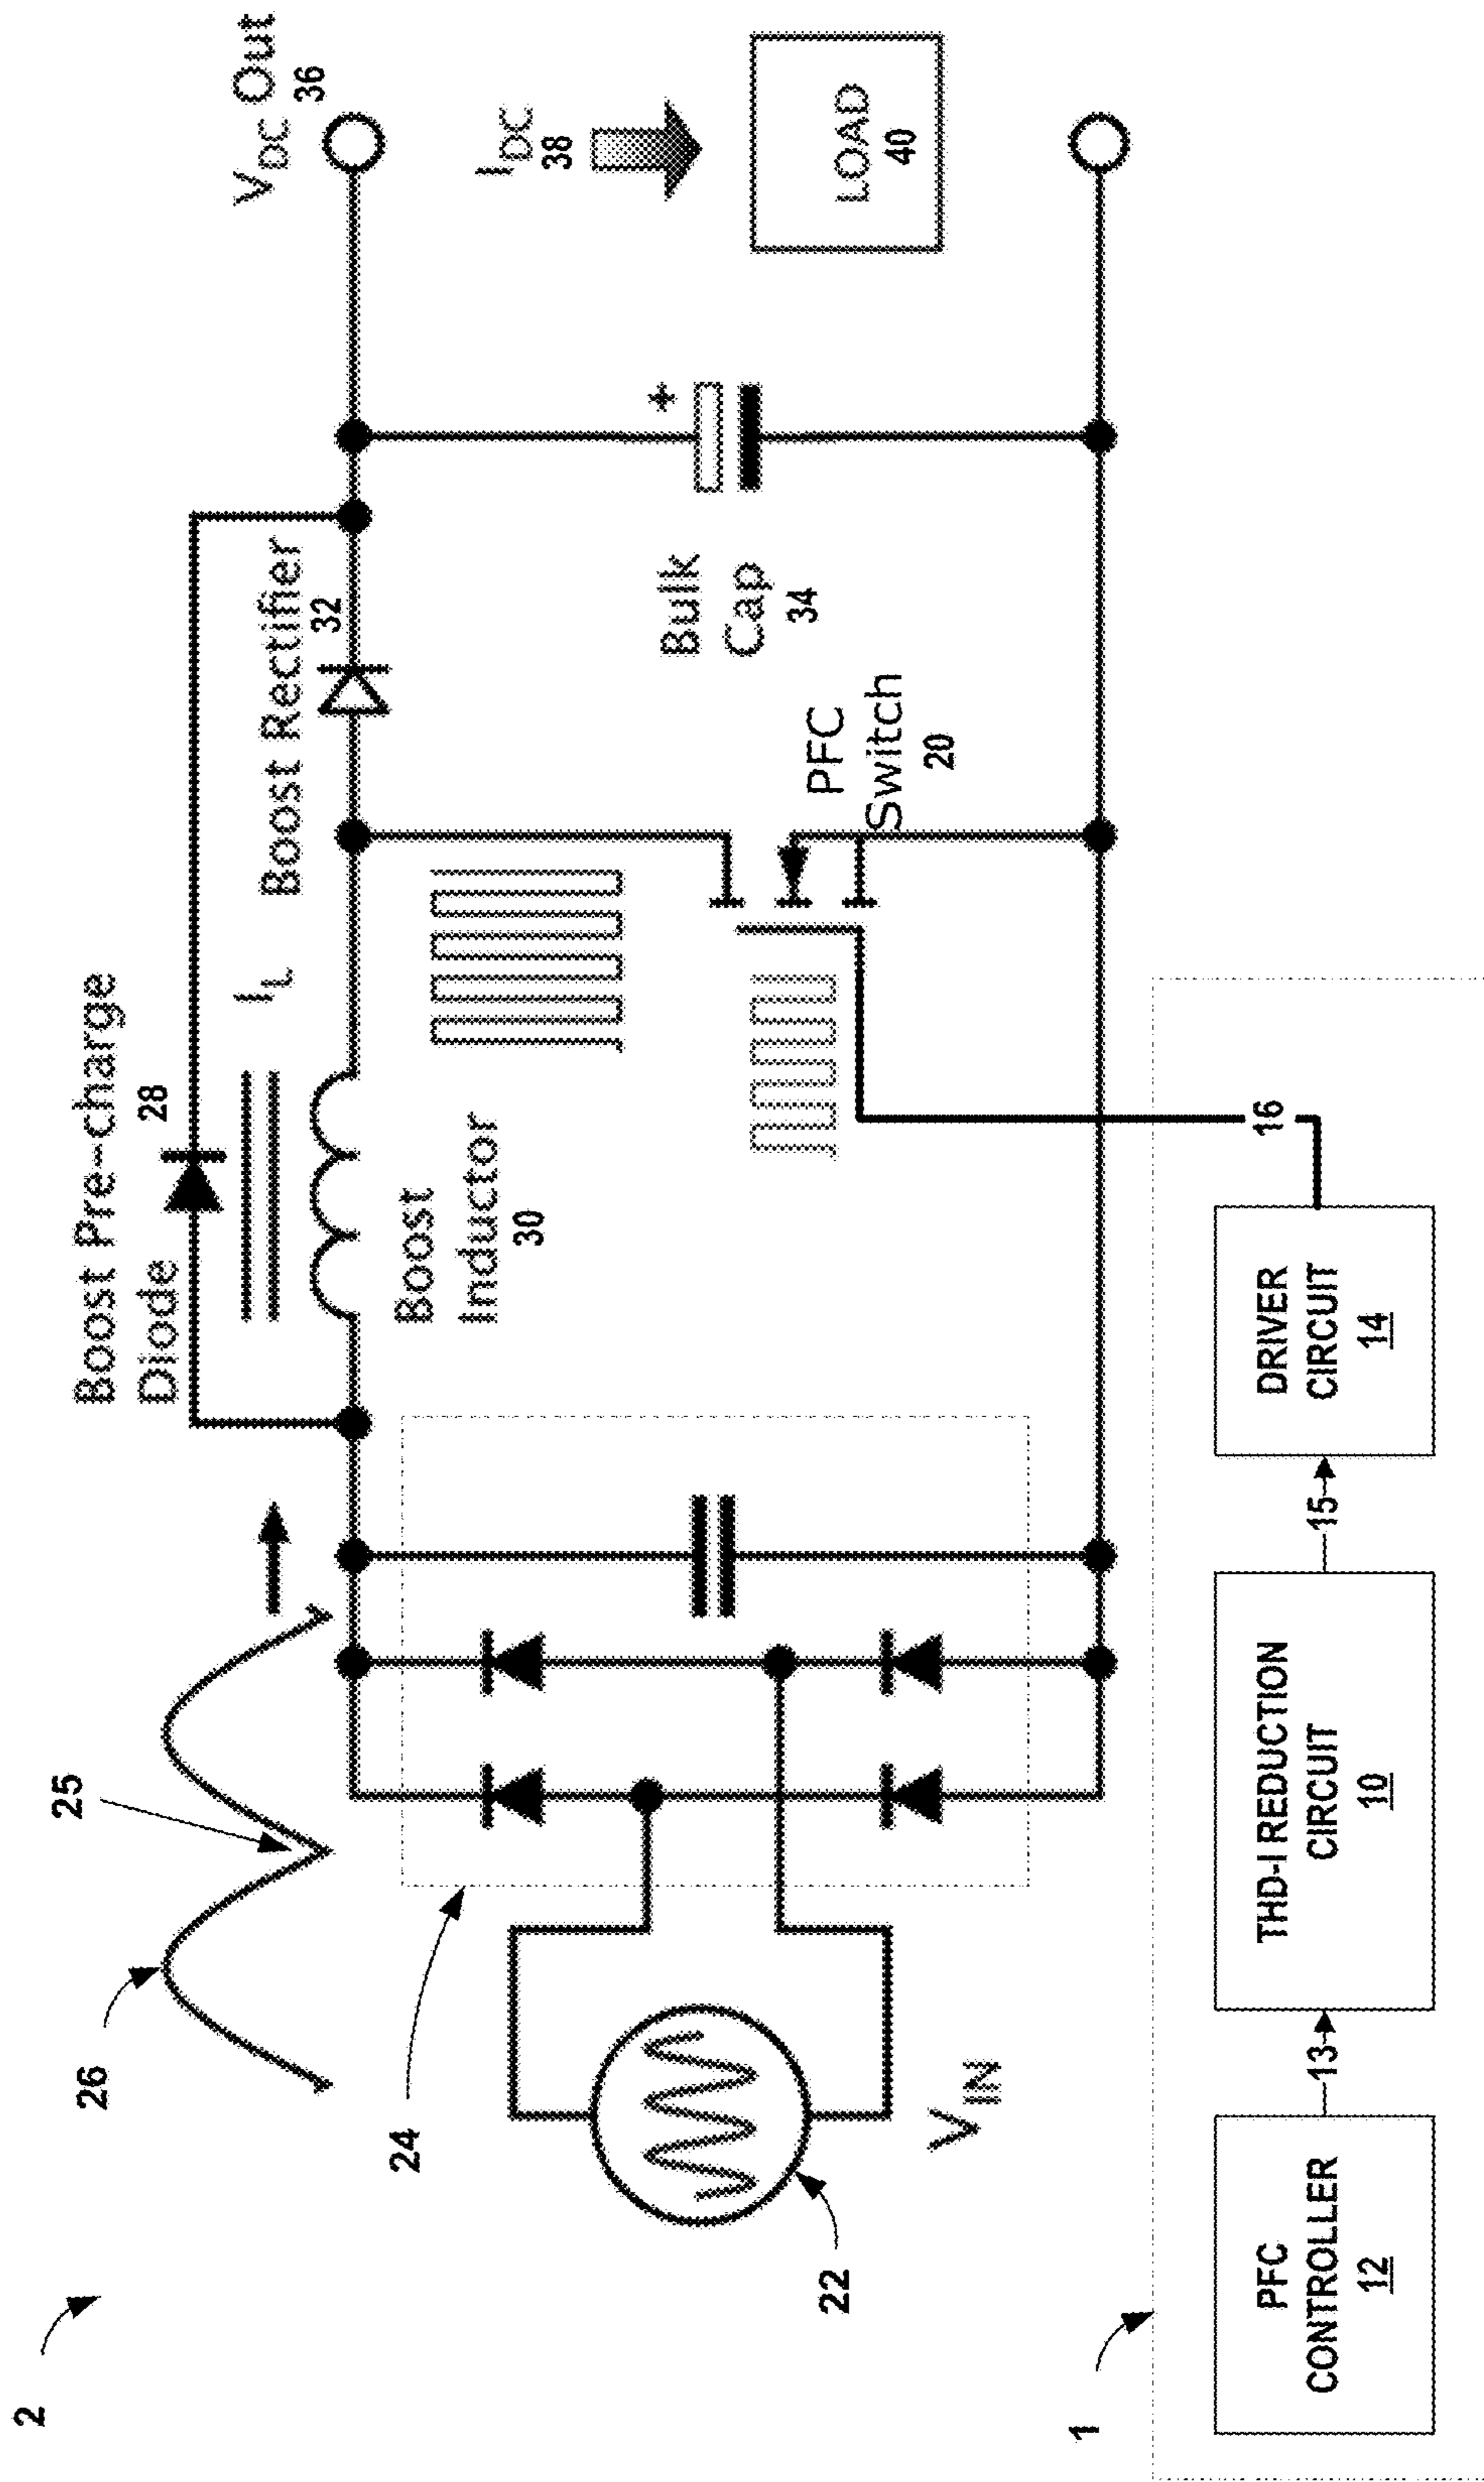 2
26
25
Boost Pre-charge
Diode
28
I_L
Boost Rectifier
32
V_DC Out
36
24
Boost
Inductor
30
I_DC
38
+
Bulk
Cap
34
LOAD
40
PFC
Switch
20
22
V_IN
1
16
PFC
CONTROLLER
12
13
THD-I REDUCTION
CIRCUIT
10
15
DRIVER
CIRCUIT
14